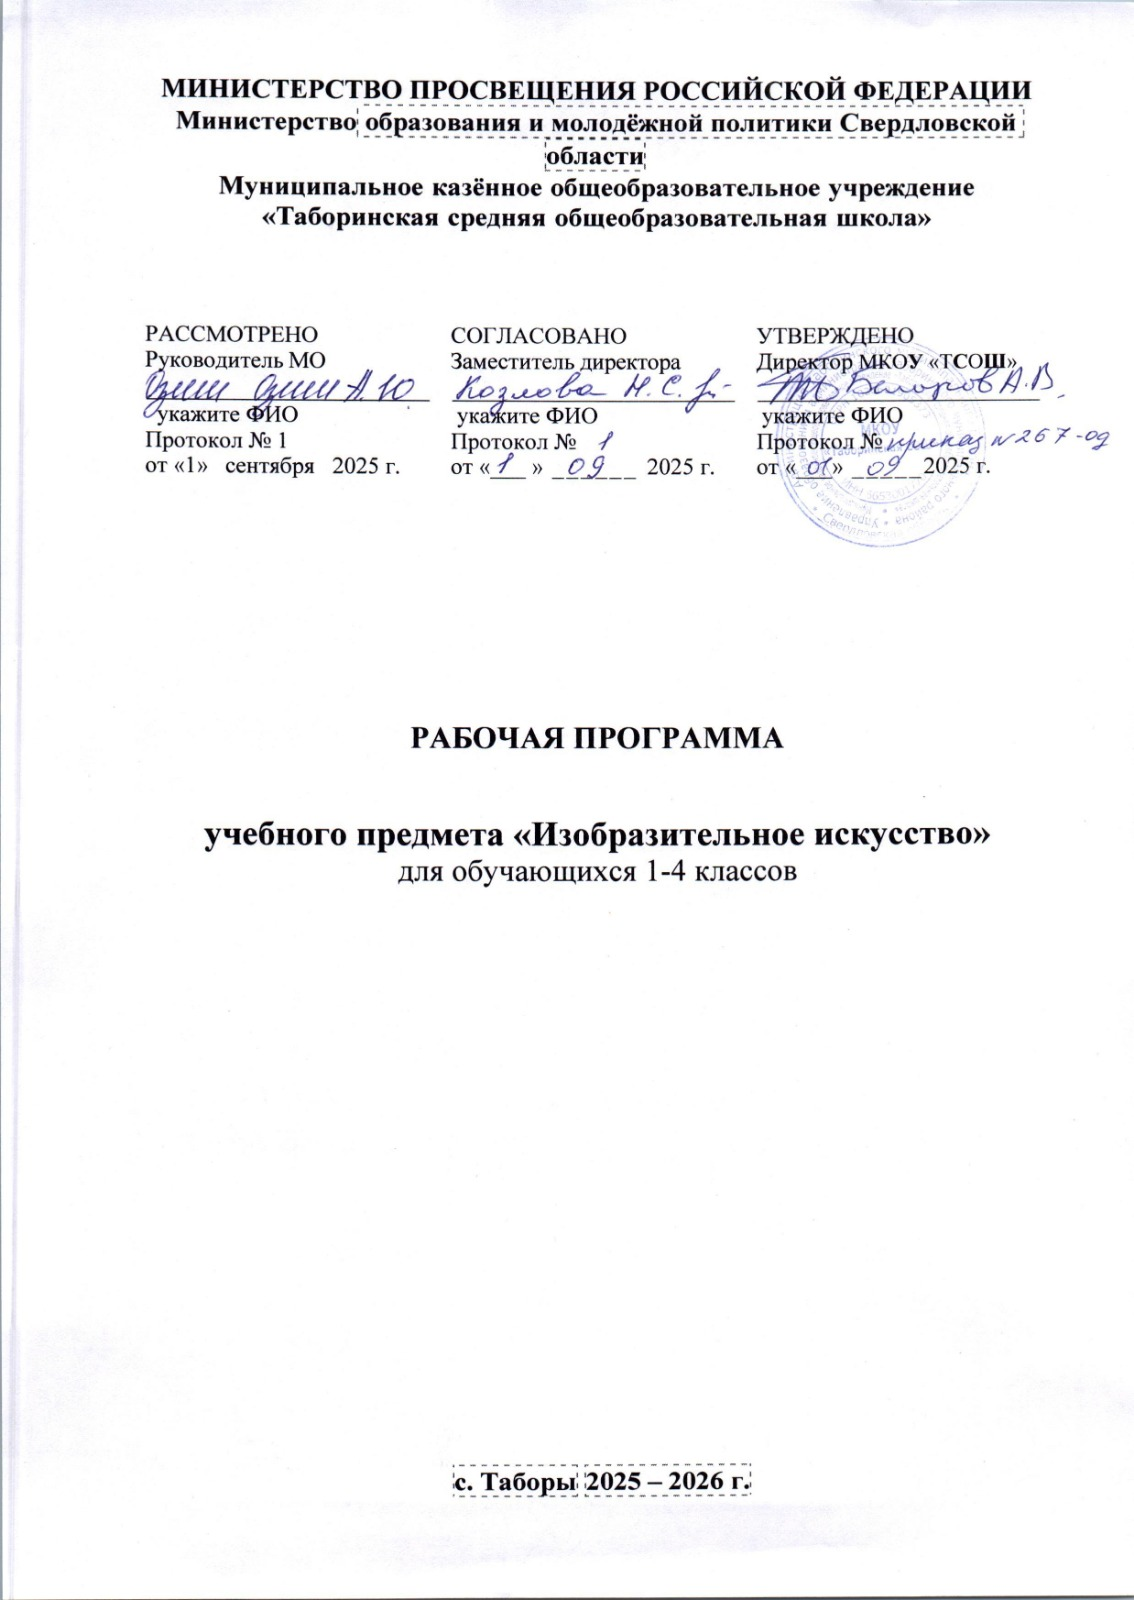 МИНИСТЕРСТВО ПРОСВЕЩЕНИЯ РОССИЙСКОЙ ФЕДЕРАЦИИ
Министерство образования и молодёжной политики Свердловской
области
Муниципальное казённое общеобразовательное учреждение
«Таборинская средняя общеобразовательная школа»
РАССМОТРЕНО
Руководитель МО
А.Ю
укажите ФИО
Протокол № 1
от «1» сентября 2025 г.
СОГЛАСОВАНО
Заместитель директора
Козлова Н.С.
укажите ФИО
Протокол № 1
от «1» 09 2025 г.
УТВЕРЖДЕНО
Директор МКОУ «ТСОШ»
Белоусов А.В
укажите ФИО
Протокол № приказ № 267-од
от «01» 09 2025 г.
МКОУ
РАБОЧАЯ ПРОГРАММА
учебного предмета «Изобразительное искусство»
для обучающихся 1-4 классов
с. Таборы 2025 – 2026 г.